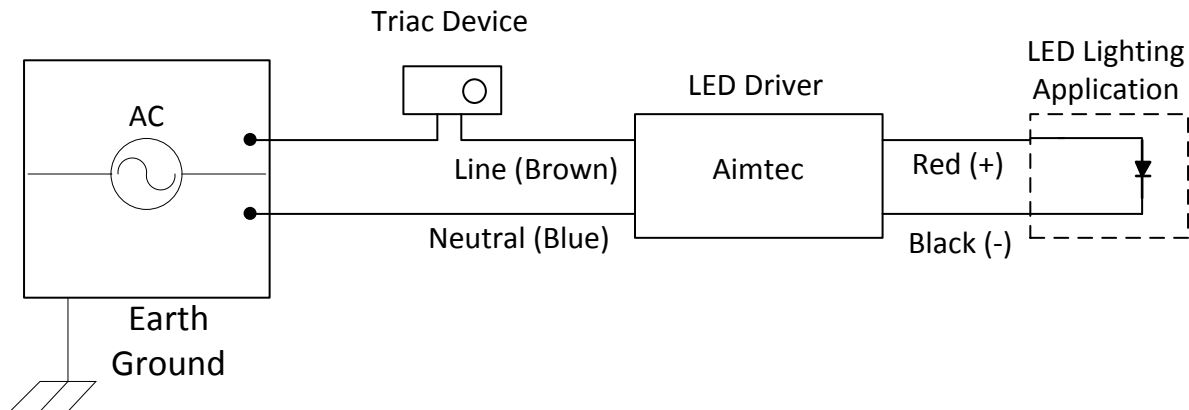 Triac Device
AC
Line (Brown)
Neutral (Blue)
LED Driver
Aimtec
Red (+)
Black (-)
LED Lighting
Application
Earth
Ground